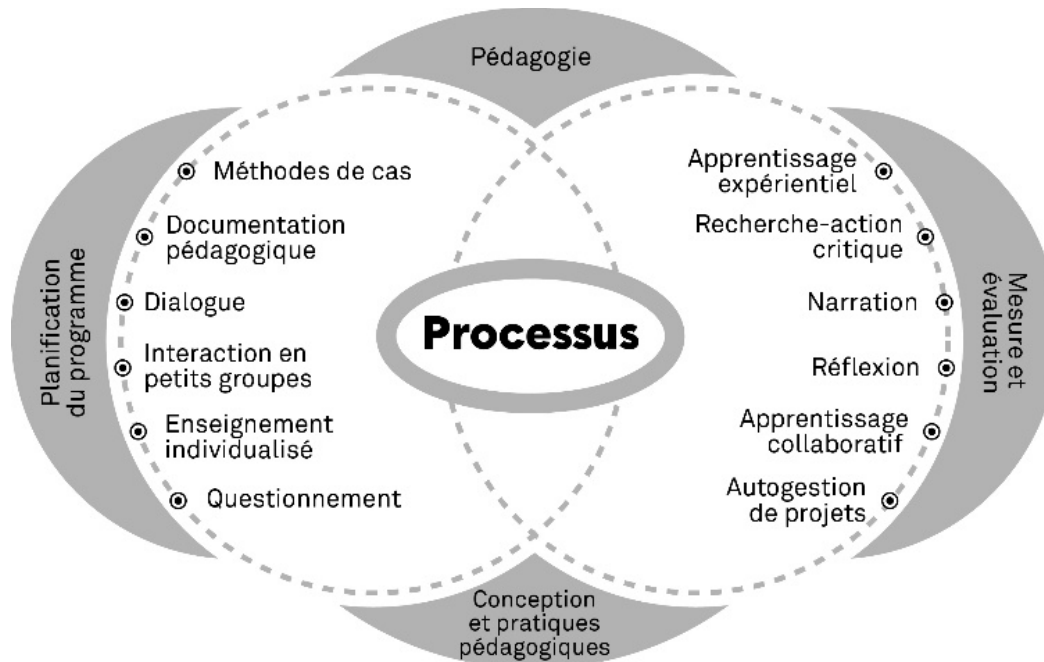 Pédagogie
Planification
du programme
Méthodes de cas
Documentation
pédagogique
Dialogue
Interaction en
petits groupes
Enseignement
individualisé
Questionnement
Processus
Apprentissage
expérientiel
Recherche-action
critique
Narration
Réflexion
Apprentissage
collaboratif
Autogestion
de projets
Mesure et
évaluation
Conception
et pratiques
pédagogiques